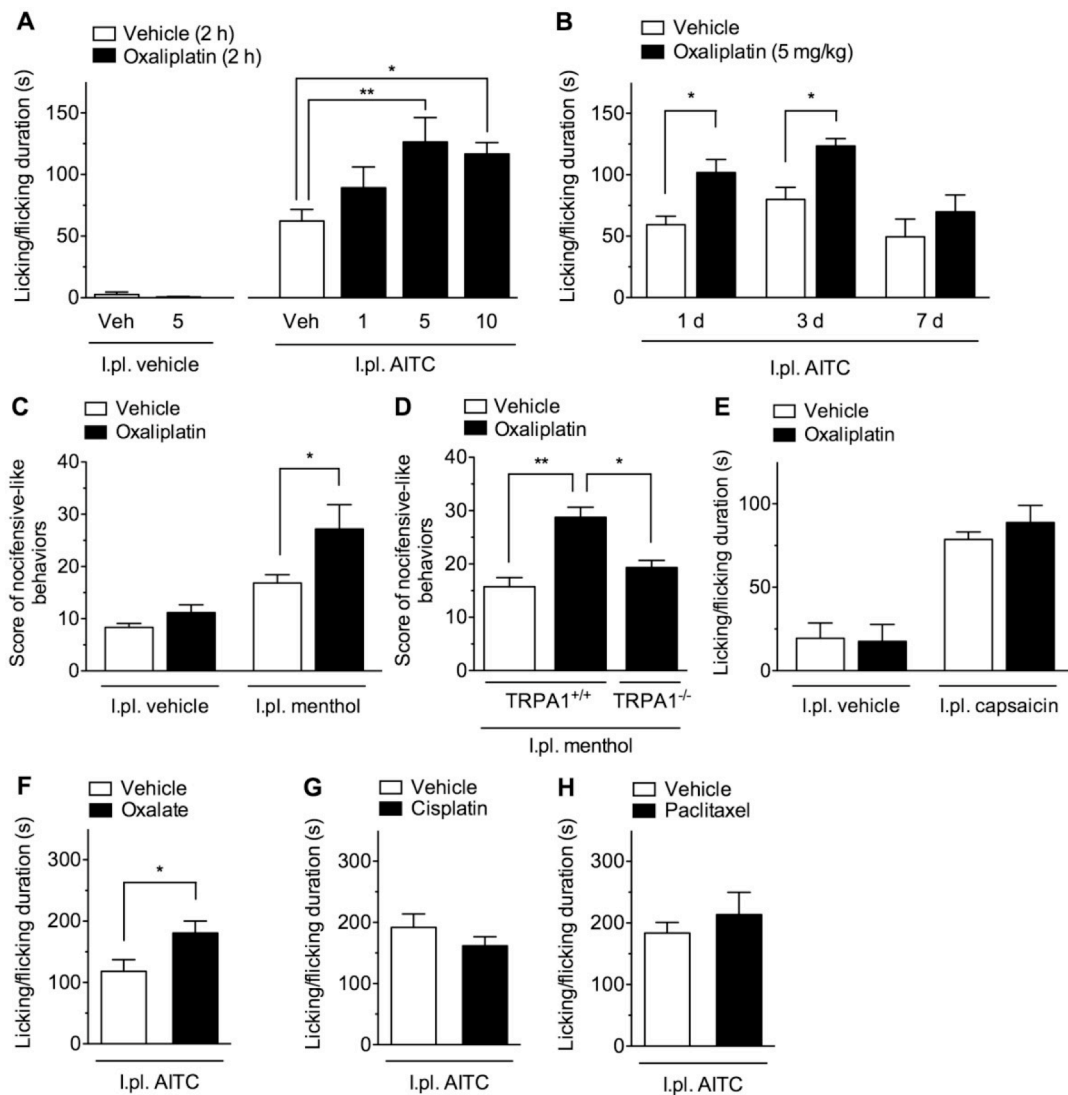 A
Vehicle (2 h)
Oxaliplatin (2 h)
Licking/flicking duration (s)
150
100
50
0
*
**
Veh 5
I.pl. vehicle
Veh 1 5 10
I.pl. AITC
B
Vehicle
Oxaliplatin (5 mg/kg)
Licking/flicking duration (s)
150
100
50
0
* *
1 d 3 d 7 d
I.pl. AITC
C
Vehicle
Oxaliplatin
Score of nocifensive-like
behaviors
40
30
20
10
0
*
I.pl. vehicle I.pl. menthol
D
Vehicle
Oxaliplatin
Score of nocifensive-like
behaviors
40
30
20
10
0
** *
TRPA1+/+ TRPA1-/-
I.pl. menthol
E
Vehicle
Oxaliplatin
Licking/flicking duration (s)
100
50
0
I.pl. vehicle I.pl. capsaicin
F
Vehicle
Oxalate
Licking/flicking duration (s)
300
200
100
0
*
I.pl. AITC
G
Vehicle
Cisplatin
Licking/flicking duration (s)
300
200
100
0
I.pl. AITC
H
Vehicle
Paclitaxel
Licking/flicking duration (s)
300
200
100
0
I.pl. AITC